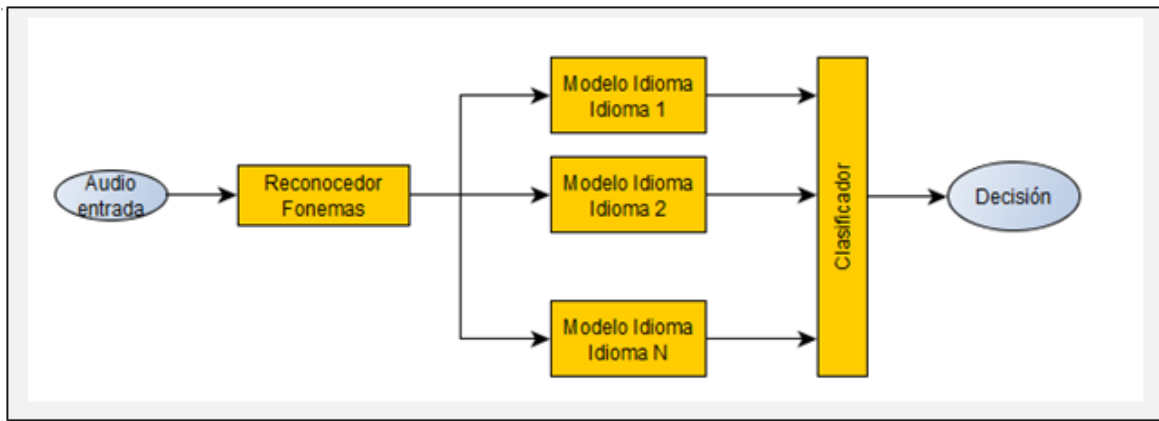 Audio
entrada
Reconocedor
Fonemas
Modelo Idioma
Idioma 1
Modelo Idioma
Idioma 2
Modelo Idioma
Idioma N
Clasificador
Decisión